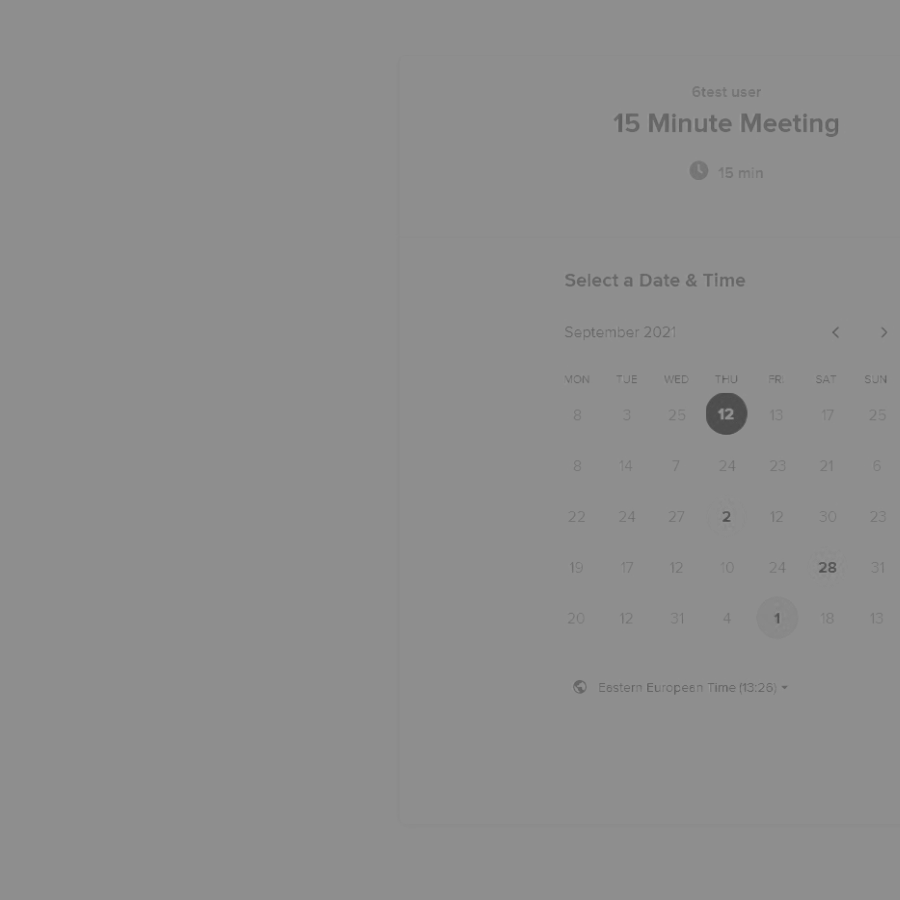 6test user
15 Minute Meeting
15 min
Select a Date & Time
September 2021
MON TUE WED THU FRI SAT SUN
8 3 25 12 13 17 25
8 14 7 24 23 21 6
22 24 27 2 12 30 23
19 17 12 10 24 28 31
20 12 31 4 1 18 13
Eastern European Time (13:26)